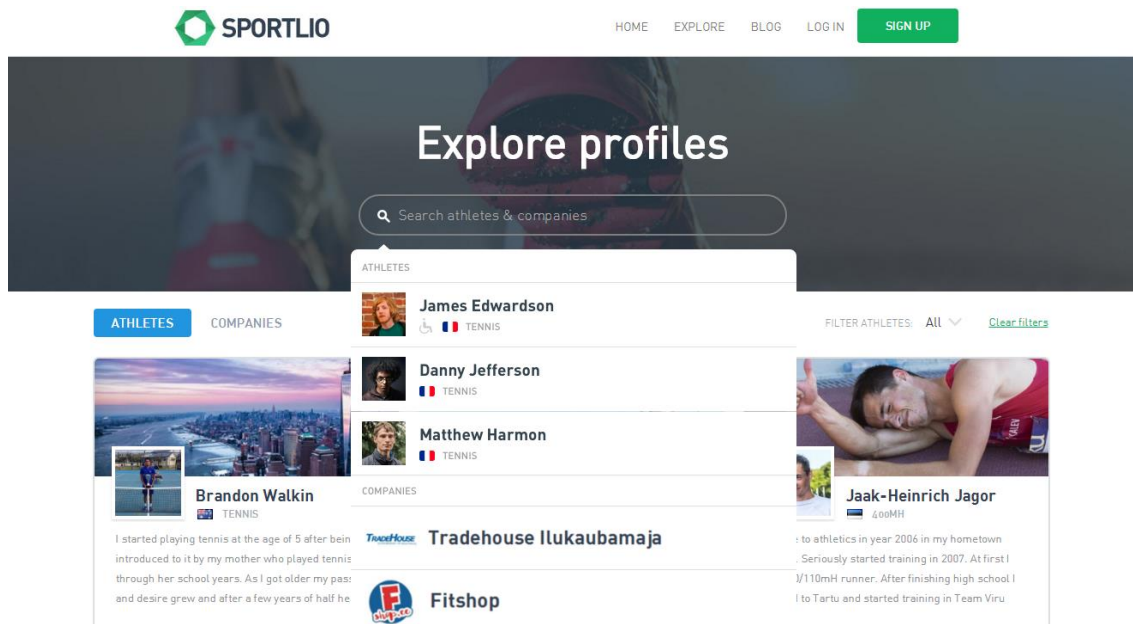 SPORTLIO
HOME EXPLORE BLOG LOG IN SIGN UP
Explore profiles
Search athletes & companies
ATHLETES
James Edwardson
TENNIS
Danny Jefferson
TENNIS
Matthew Harmon
TENNIS
COMPANIES
TRADEHOUSE Tradehouse Ilukaubamaja
Fitshop
ATHLETES COMPANIES
FILTER ATHLETES: All Clear filters
Brandon Walkin
TENNIS
I started playing tennis at the age of 5 after bein
introduced to it by my mother who played tennis
through her school years. As I got older my pass
and desire grew and after a few years of half he
KALEV
Jaak-Heinrich Jagor
400MH
to athletics in year 2006 in my hometown
. Seriously started training in 2007. At first I
/110mH runner. After finishing high school I
to Tartu and started training in Team Viru